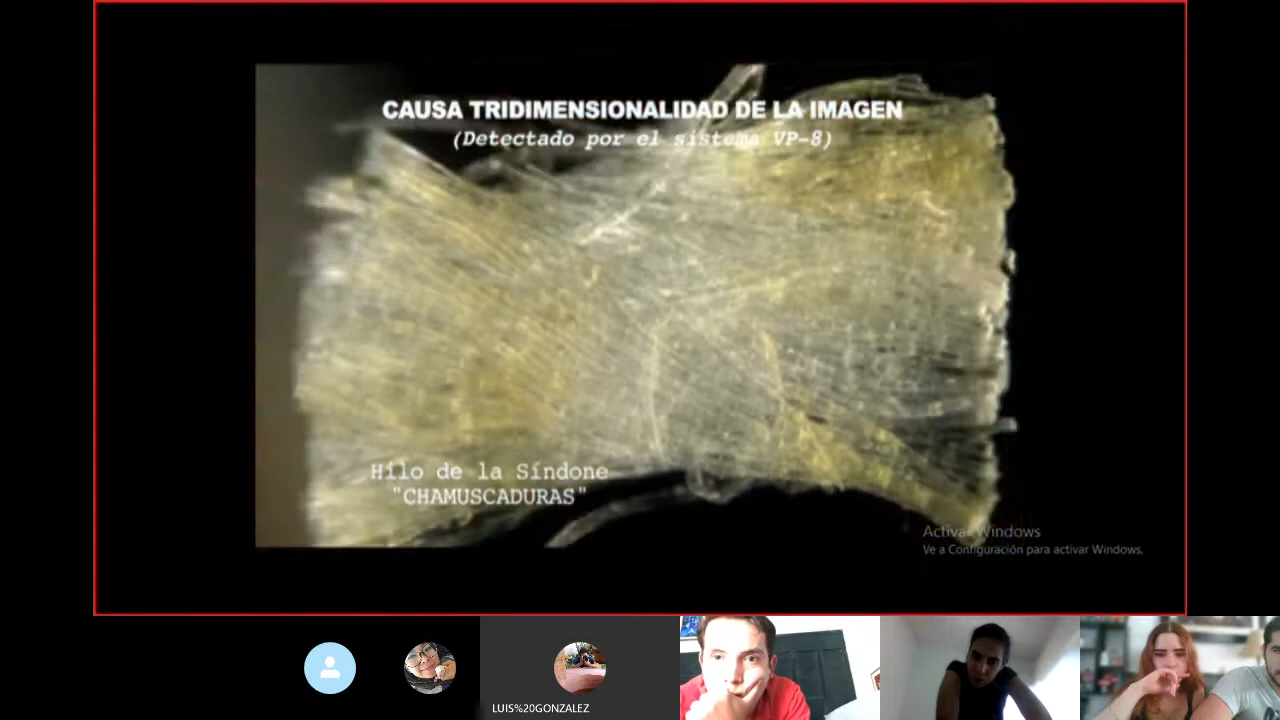 CAUSA TRIDIMENSIONALIDAD DE LA IMAGEN
(Detectado por el sistema VP-8)
Hilo de la Síndone
"CHAMUSCADURAS"
Activar Windows
Ve a Configuración para activar Windows.
LUIS%20GONZALEZ